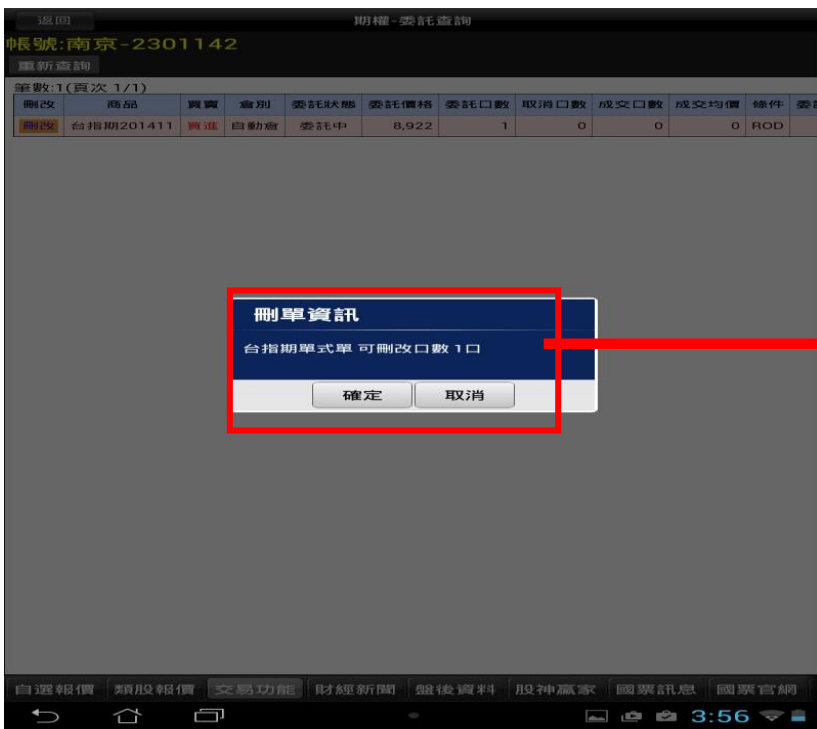 返回 期權-委託查詢
帳號:南京-2301142
重新查詢
筆數:1(頁次 1/1)
刪改 商品 買賣 倉別 委託狀態 委託價格 委託口數 取消口數 成交口數 成交均價 條件
刪改 台指期201411 買進 自動倉 委託中 8,922 1 0 0 0 ROD
刪單資訊
台指期單式單 可刪改口數 1口
確定 取消
自選報價 類股報價 交易功能 財經新聞 盤後資料 股神贏家 國票訊息 國票官網
3:56